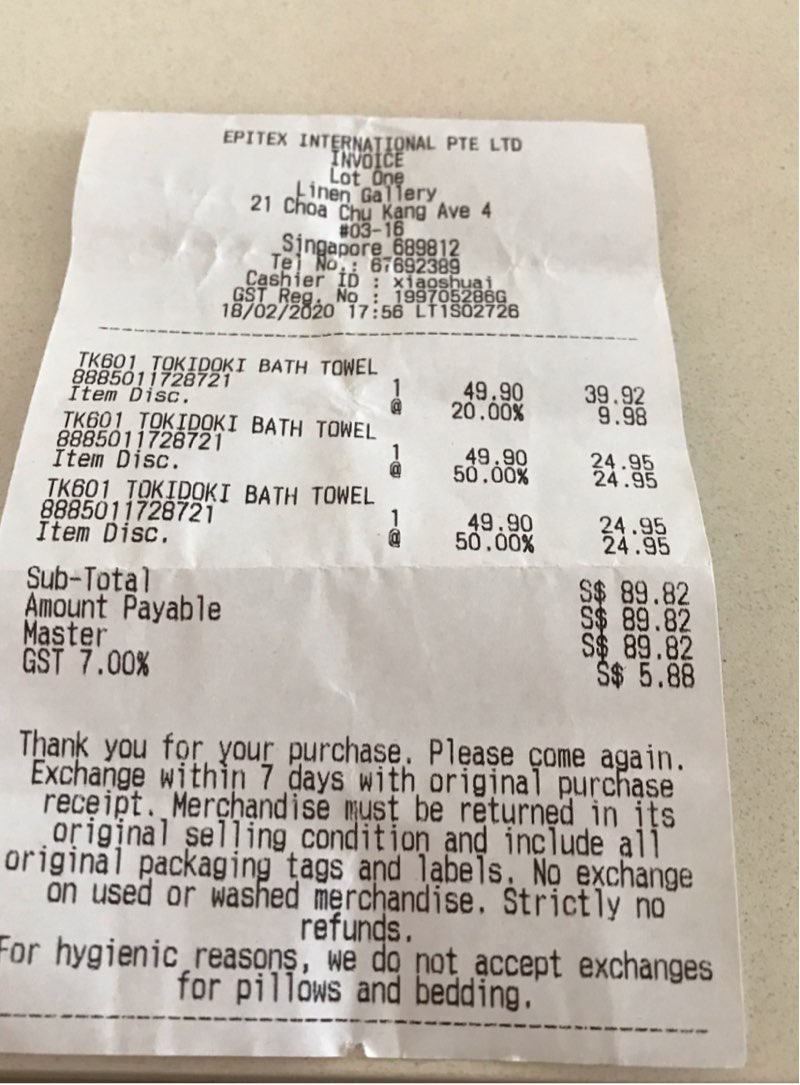 EPITEX INTERNATIONAL PTE LTD
INVOICE
Lot One
Linen Gallery
21 Choa Chu Kang Ave 4
#03-16
Singapore 689812
Tel No.: 67692389
Cashier ID : xiaoshuai
GST Reg. No : 199705286G
18/02/2020 17:56 LT1S02726
TK601 TOKIDOKI BATH TOWEL
8885011728721 1 49.90 39.92
Item Disc. @ 20.00% 9.98
TK601 TOKIDOKI BATH TOWEL
8885011728721 1 49.90 24.95
Item Disc. @ 50.00% 24.95
TK601 TOKIDOKI BATH TOWEL
8885011728721 1 49.90 24.95
Item Disc. @ 50.00% 24.95
Sub-Total S$ 89.82
Amount Payable S$ 89.82
Master S$ 89.82
GST 7.00% S$ 5.88
Thank you for your purchase. Please come again.
Exchange within 7 days with original purchase
receipt. Merchandise must be returned in its
original selling condition and include all
original packaging tags and labels. No exchange
on used or washed merchandise. Strictly no
refunds.
For hygienic reasons, we do not accept exchanges
for pillows and bedding.